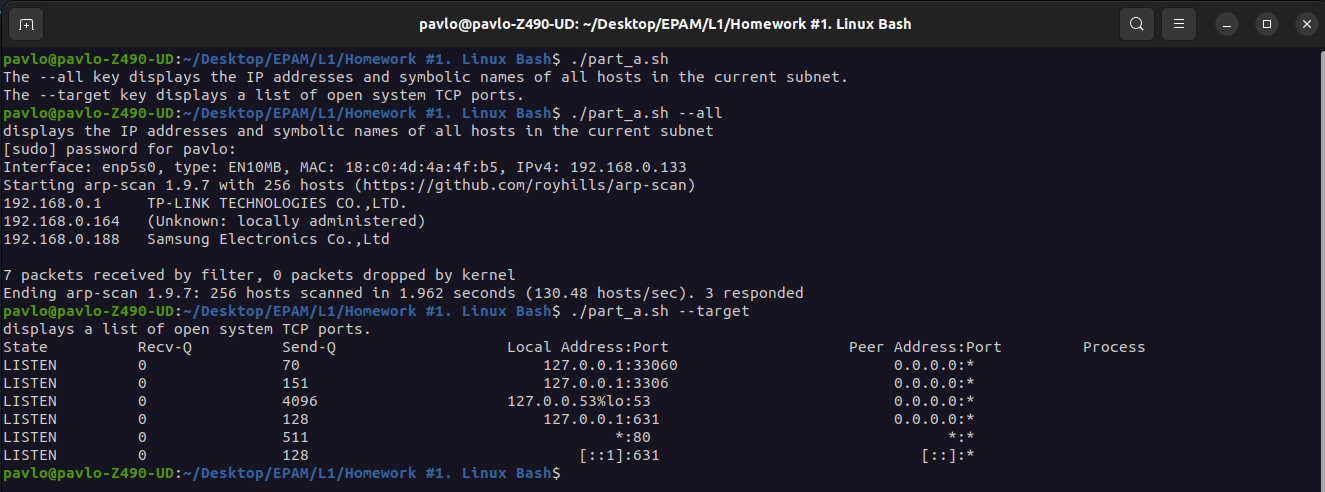 pavlo@pavlo-Z490-UD: ~/Desktop/EPAM/L1/Homework #1. Linux Bash
pavlo@pavlo-Z490-UD:~/Desktop/EPAM/L1/Homework #1. Linux Bash$ ./part_a.sh
The --all key displays the IP addresses and symbolic names of all hosts in the current subnet.
The --target key displays a list of open system TCP ports.
pavlo@pavlo-Z490-UD:~/Desktop/EPAM/L1/Homework #1. Linux Bash$ ./part_a.sh --all
displays the IP addresses and symbolic names of all hosts in the current subnet
[sudo] password for pavlo:
Interface: enp5s0, type: EN10MB, MAC: 18:c0:4d:4a:4f:b5, IPv4: 192.168.0.133
Starting arp-scan 1.9.7 with 256 hosts (https://github.com/royhills/arp-scan)
192.168.0.1     TP-LINK TECHNOLOGIES CO.,LTD.
192.168.0.164   (Unknown: locally administered)
192.168.0.188   Samsung Electronics Co.,Ltd
7 packets received by filter, 0 packets dropped by kernel
Ending arp-scan 1.9.7: 256 hosts scanned in 1.962 seconds (130.48 hosts/sec). 3 responded
pavlo@pavlo-Z490-UD:~/Desktop/EPAM/L1/Homework #1. Linux Bash$ ./part_a.sh --target
displays a list of open system TCP ports.
State          Recv-Q          Send-Q                   Local Address:Port                    Peer Address:Port         Process
LISTEN         0               70                           127.0.0.1:33060                        0.0.0.0:*
LISTEN         0               151                          127.0.0.1:3306                         0.0.0.0:*
LISTEN         0               4096                     127.0.0.53%lo:53                           0.0.0.0:*
LISTEN         0               128                          127.0.0.1:631                          0.0.0.0:*
LISTEN         0               511                                  *:80                                 *:*
LISTEN         0               128                              [::1]:631                             [::]:*
pavlo@pavlo-Z490-UD:~/Desktop/EPAM/L1/Homework #1. Linux Bash$